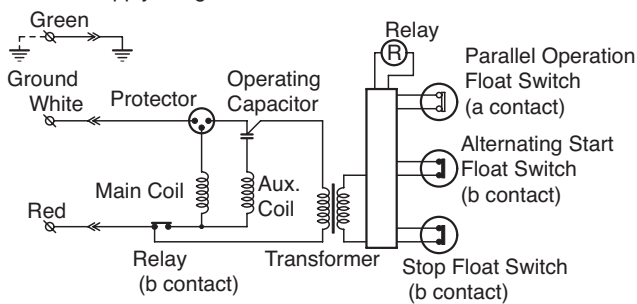 Green
Ground
White
Protector
Operating
Capacitor
Relay
R
Parallel Operation
Float Switch
(a contact)
Alternating Start
Float Switch
(b contact)
Main Coil
Aux.
Coil
Red
Relay
(b contact)
Transformer
Stop Float Switch
(b contact)